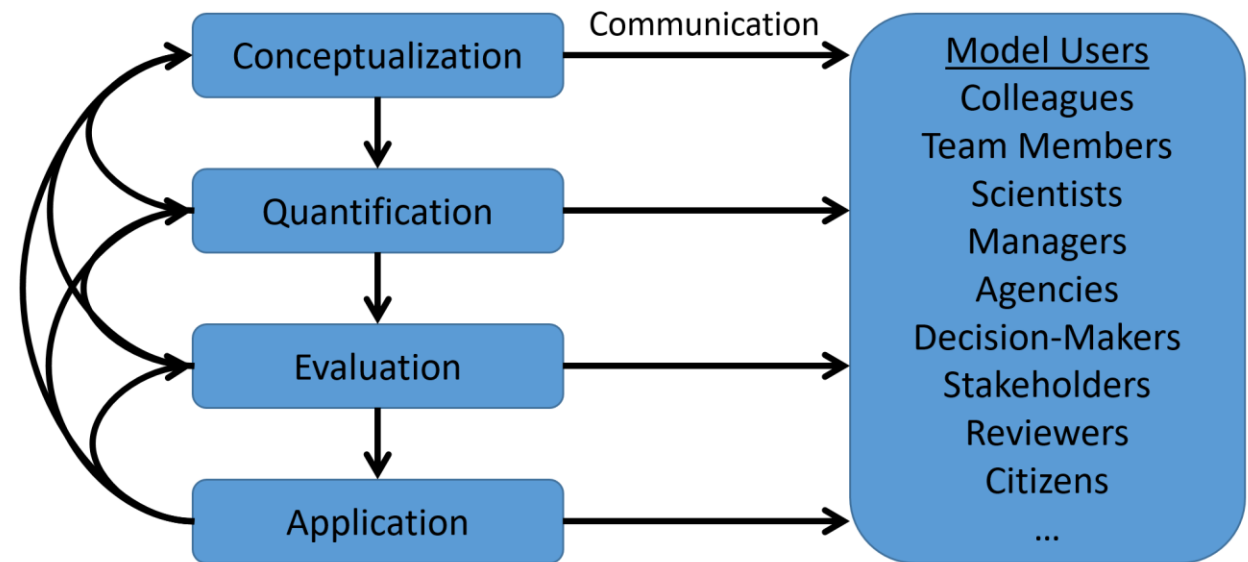 Communication
Conceptualization
Quantification
Evaluation
Application
Model Users
Colleagues
Team Members
Scientists
Managers
Agencies
Decision-Makers
Stakeholders
Reviewers
Citizens
...